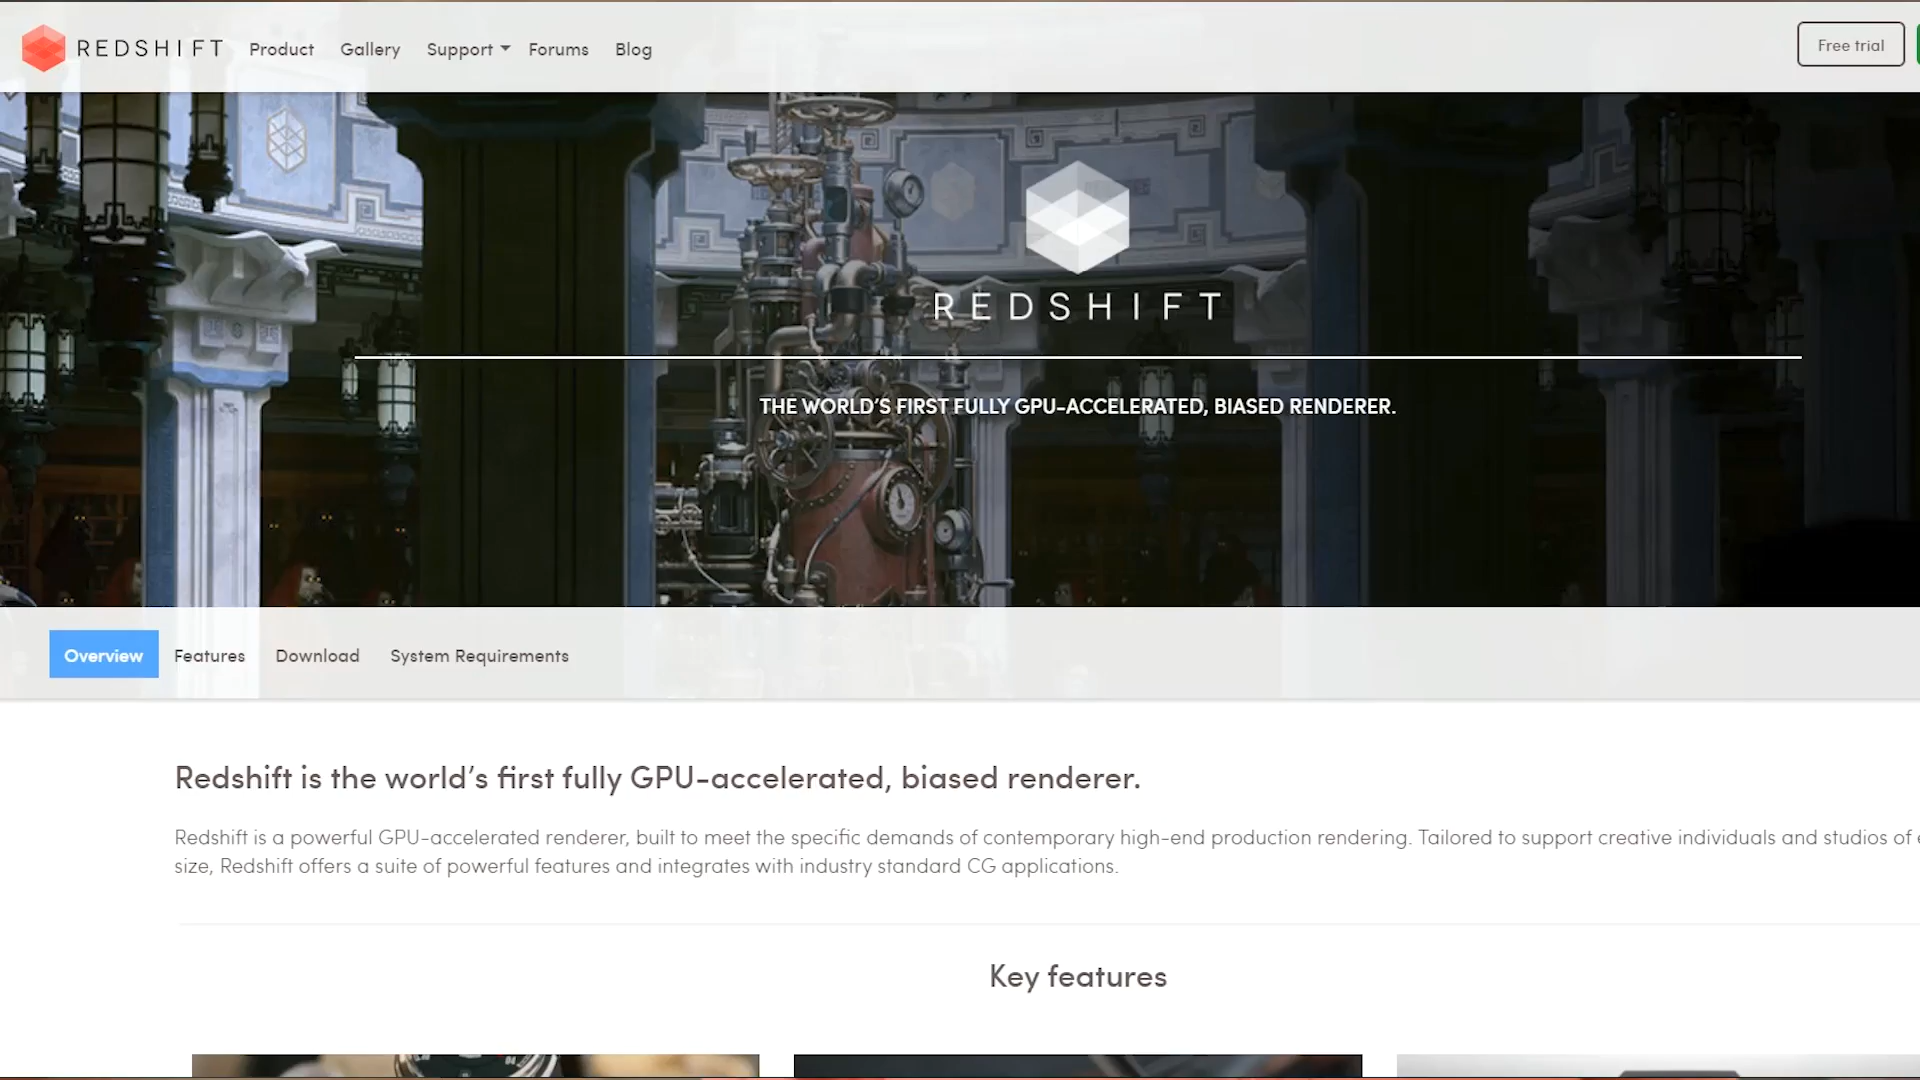 REDSHIFT Product Gallery Support Forums Blog Free trial
REDSHIFT
THE WORLD'S FIRST FULLY GPU-ACCELERATED, BIASED RENDERER.
Overview Features Download System Requirements
Redshift is the world's first fully GPU-accelerated, biased renderer.
Redshift is a powerful GPU-accelerated renderer, built to meet the specific demands of contemporary high-end production rendering. Tailored to support creative individuals and studios of
size, Redshift offers a suite of powerful features and integrates with industry standard CG applications.
Key features